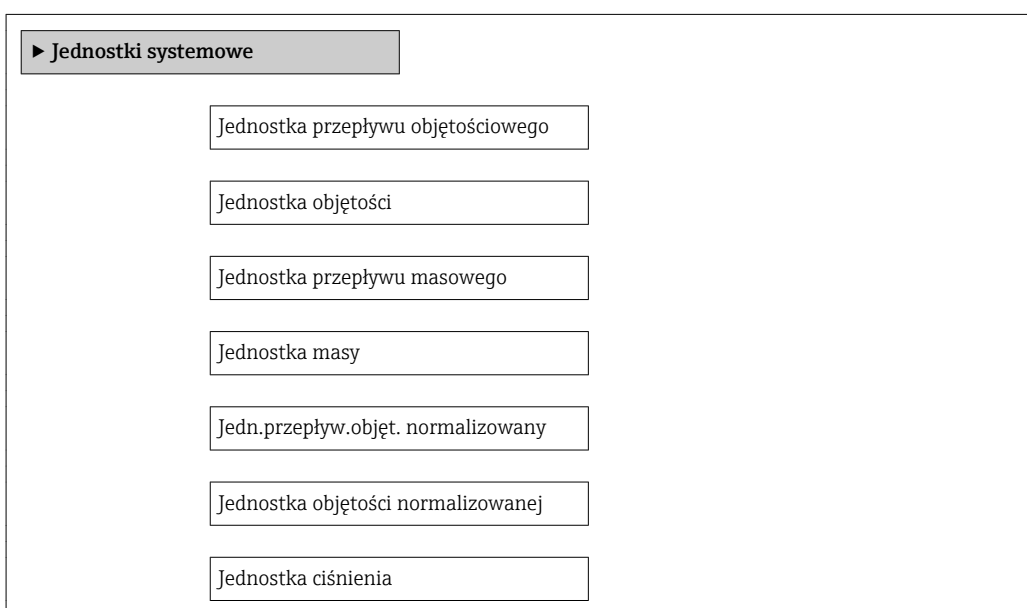 ▶ Jednostki systemowe
Jednostka przepływu objętościowego
Jednostka objętości
Jednostka przepływu masowego
Jednostka masy
Jedn.przepływ.objęt. normalizowany
Jednostka objętości normalizowanej
Jednostka ciśnienia